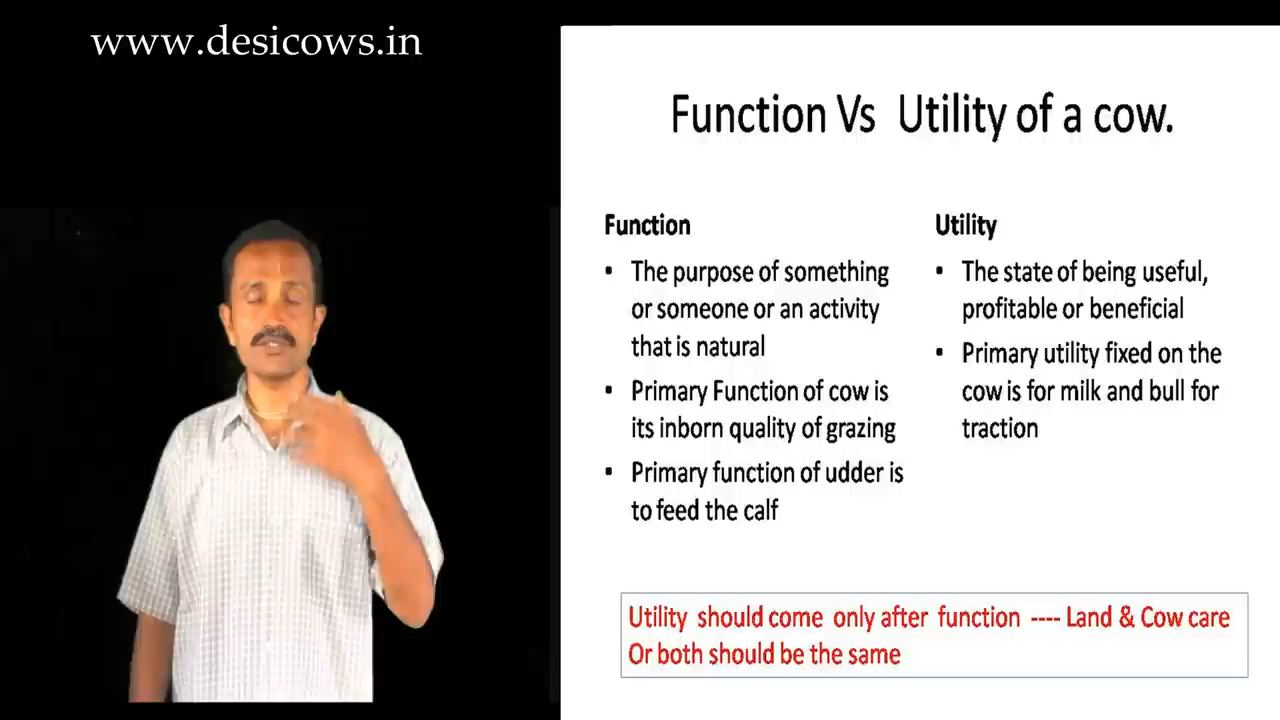 www.desicows.in
Function Vs Utility of a cow.
Function
• The purpose of something
or someone or an activity
that is natural
• Primary Function of cow is
its inborn quality of grazing
• Primary function of udder is
to feed the calf
Utility
• The state of being useful,
profitable or beneficial
• Primary utility fixed on the
cow is for milk and bull for
traction
Utility should come only after function ---- Land & Cow care
Or both should be the same